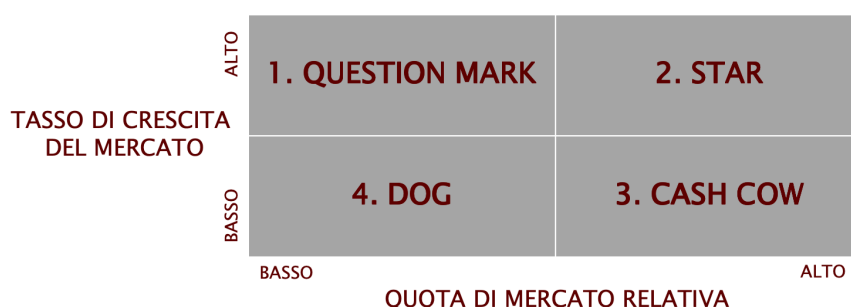 ALTO
1. QUESTION MARK
2. STAR
TASSO DI CRESCITA
DEL MERCATO
BASSO
4. DOG
3. CASH COW
BASSO
ALTO
QUOTA DI MERCATO RELATIVA